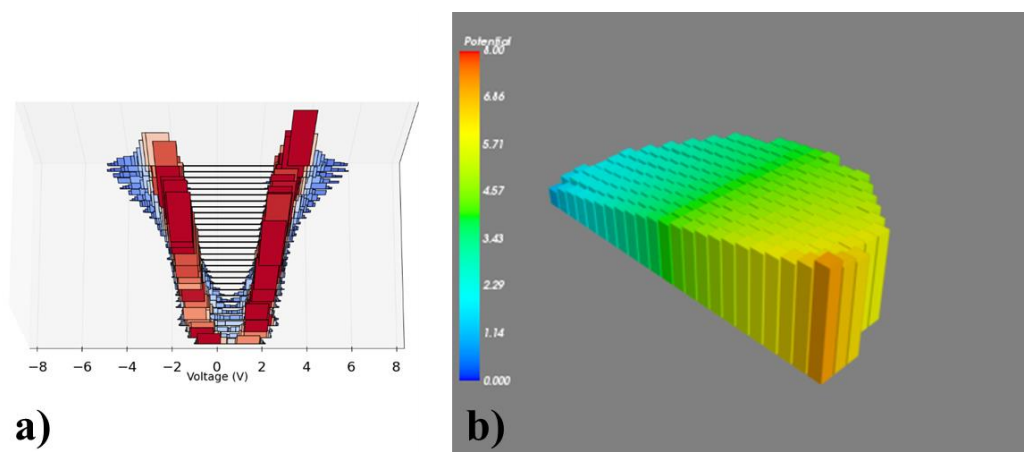 −8 −6 −4 −2 0 2 4 6 8
Voltage (V)
a)
Potential
8.00
6.86
5.71
4.57
3.43
2.29
1.14
0.000
b)